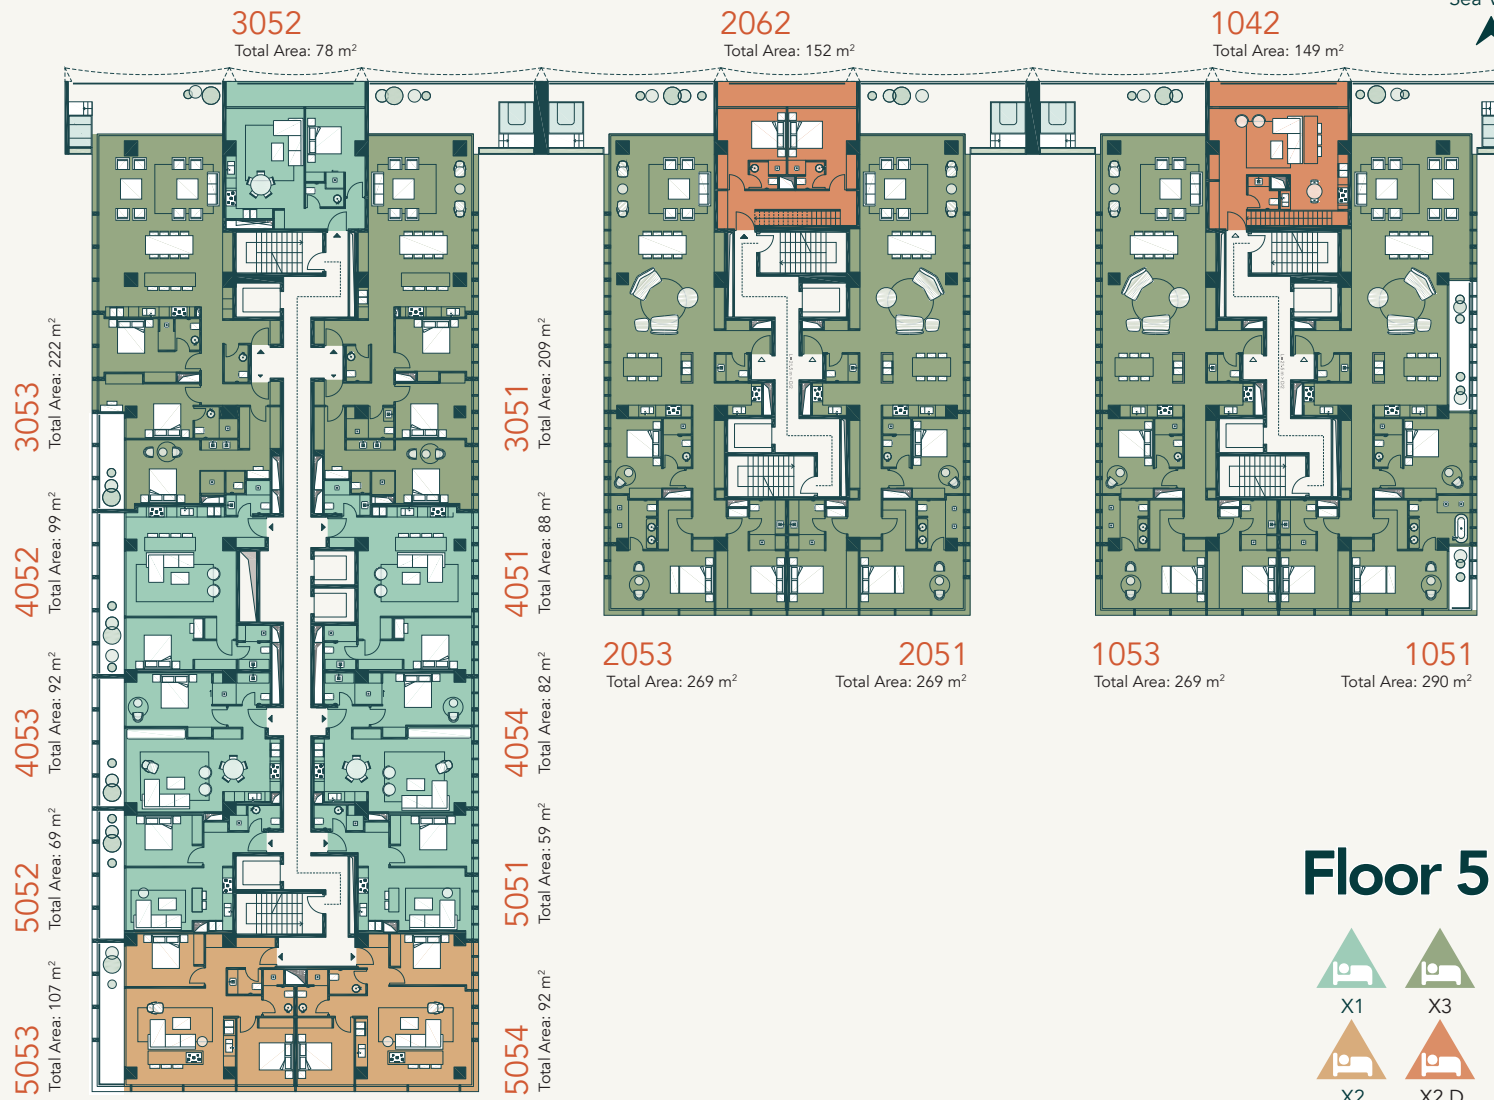 Sea
3052
Total Area: 78 m²
2062
Total Area: 152 m²
1042
Total Area: 149 m²
3053
Total Area: 222 m²
3051
Total Area: 209 m²
4052
Total Area: 99 m²
4051
Total Area: 88 m²
4053
Total Area: 92 m²
4054
Total Area: 82 m²
5052
Total Area: 69 m²
5051
Total Area: 59 m²
5053
Total Area: 107 m²
5054
Total Area: 92 m²
2053
Total Area: 269 m²
2051
Total Area: 269 m²
1053
Total Area: 269 m²
1051
Total Area: 290 m²
Floor 5
X1
X3
X2
X2 D